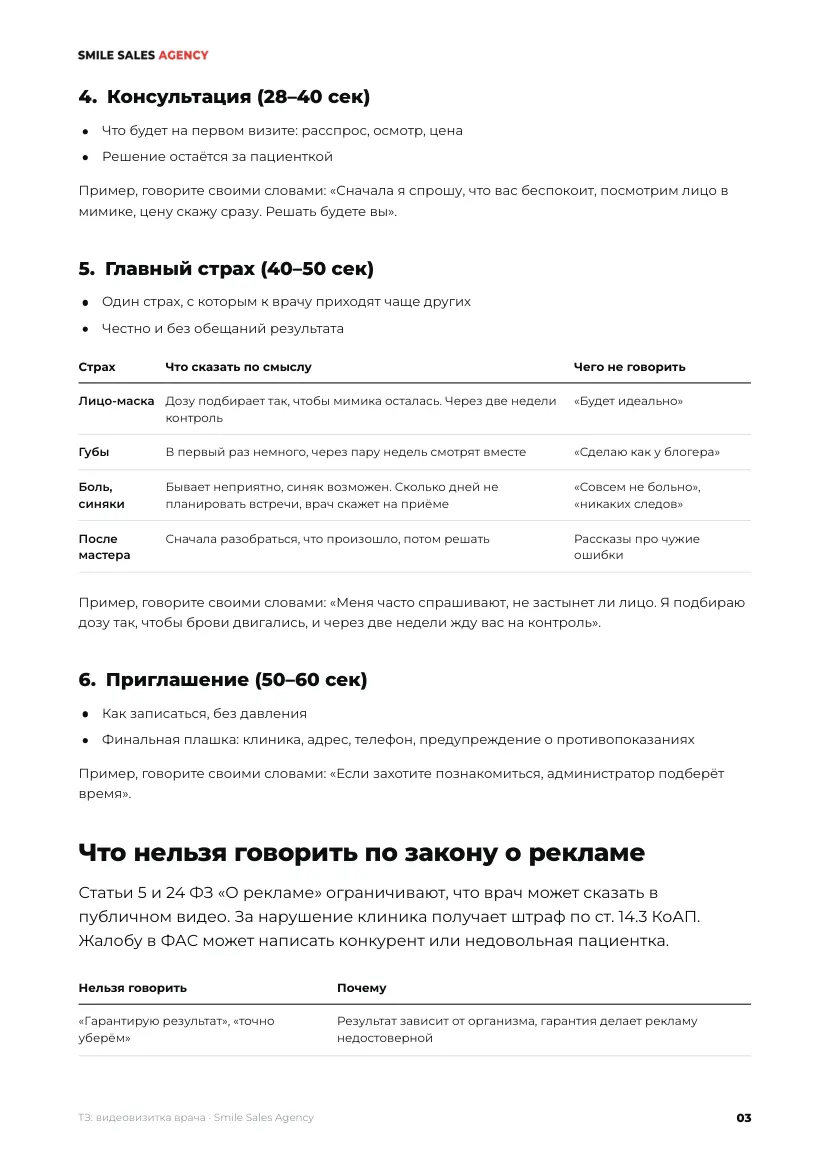 SMILE SALES AGENCY
4. Консультация (28–40 сек)
• Что будет на первом визите: расспрос, осмотр, цена
• Решение остаётся за пациенткой
Пример, говорите своими словами: «Сначала я спрошу, что вас беспокоит, посмотрим лицо в
мимике, цену скажу сразу. Решать будете вы».
5. Главный страх (40–50 сек)
• Один страх, с которым к врачу приходят чаще других
• Честно и без обещаний результата
Страх Что сказать по смыслу Чего не говорить
Лицо-маска Дозу подбирает так, чтобы мимика осталась. Через две недели «Будет идеально»
контроль
Губы В первый раз немного, через пару недель смотрят вместе «Сделаю как у блогера»
Боль, Бывает неприятно, синяк возможен. Сколько дней не «Совсем не больно»,
синяки планировать встречи, врач скажет на приёме «никаких следов»
После Сначала разобраться, что произошло, потом решать Рассказы про чужие
мастера ошибки
Пример, говорите своими словами: «Меня часто спрашивают, не застынет ли лицо. Я подбираю
дозу так, чтобы брови двигались, и через две недели жду вас на контроль».
6. Приглашение (50–60 сек)
• Как записаться, без давления
• Финальная плашка: клиника, адрес, телефон, предупреждение о противопоказаниях
Пример, говорите своими словами: «Если захотите познакомиться, администратор подберёт
время».
Что нельзя говорить по закону о рекламе
Статьи 5 и 24 ФЗ «О рекламе» ограничивают, что врач может сказать в
публичном видео. За нарушение клиника получает штраф по ст. 14.3 КоАП.
Жалобу в ФАС может написать конкурент или недовольная пациентка.
Нельзя говорить Почему
«Гарантирую результат», «точно Результат зависит от организма, гарантия делает рекламу
уберём» недостоверной
ТЗ: видеовизитка врача · Smile Sales Agency 03